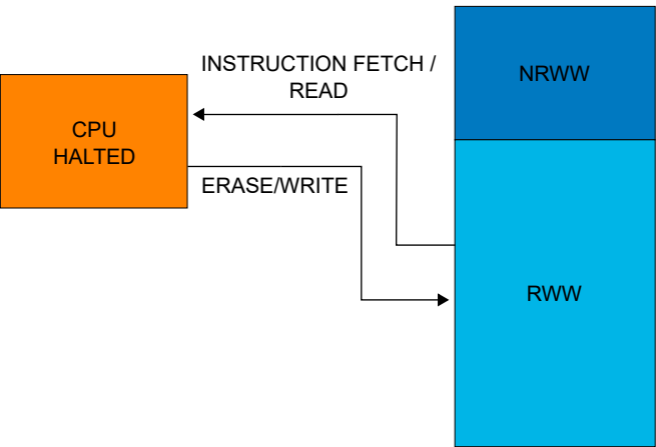 INSTRUCTION FETCH /
READ
NRWW
CPU
HALTED
ERASE/WRITE
RWW